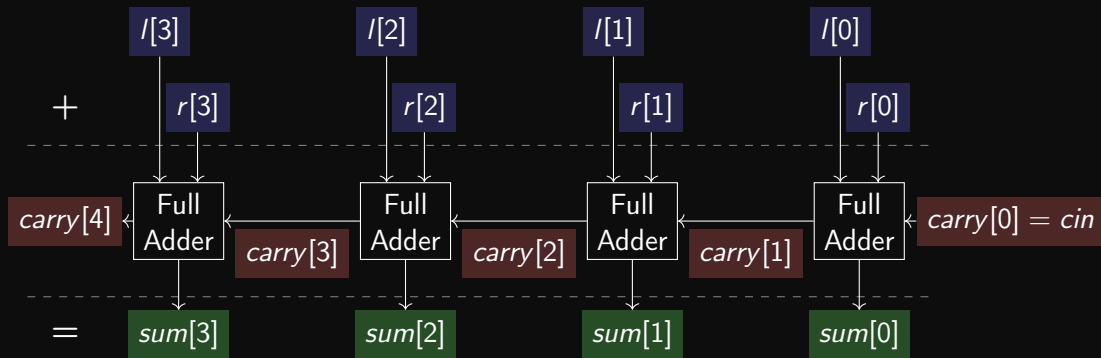 l[3] l[2] l[1] l[0]
+ r[3] r[2] r[1] r[0]
Full Adder Full Adder Full Adder Full Adder
carry[4] carry[3] carry[2] carry[1] carry[0] = cin
= sum[3] sum[2] sum[1] sum[0]